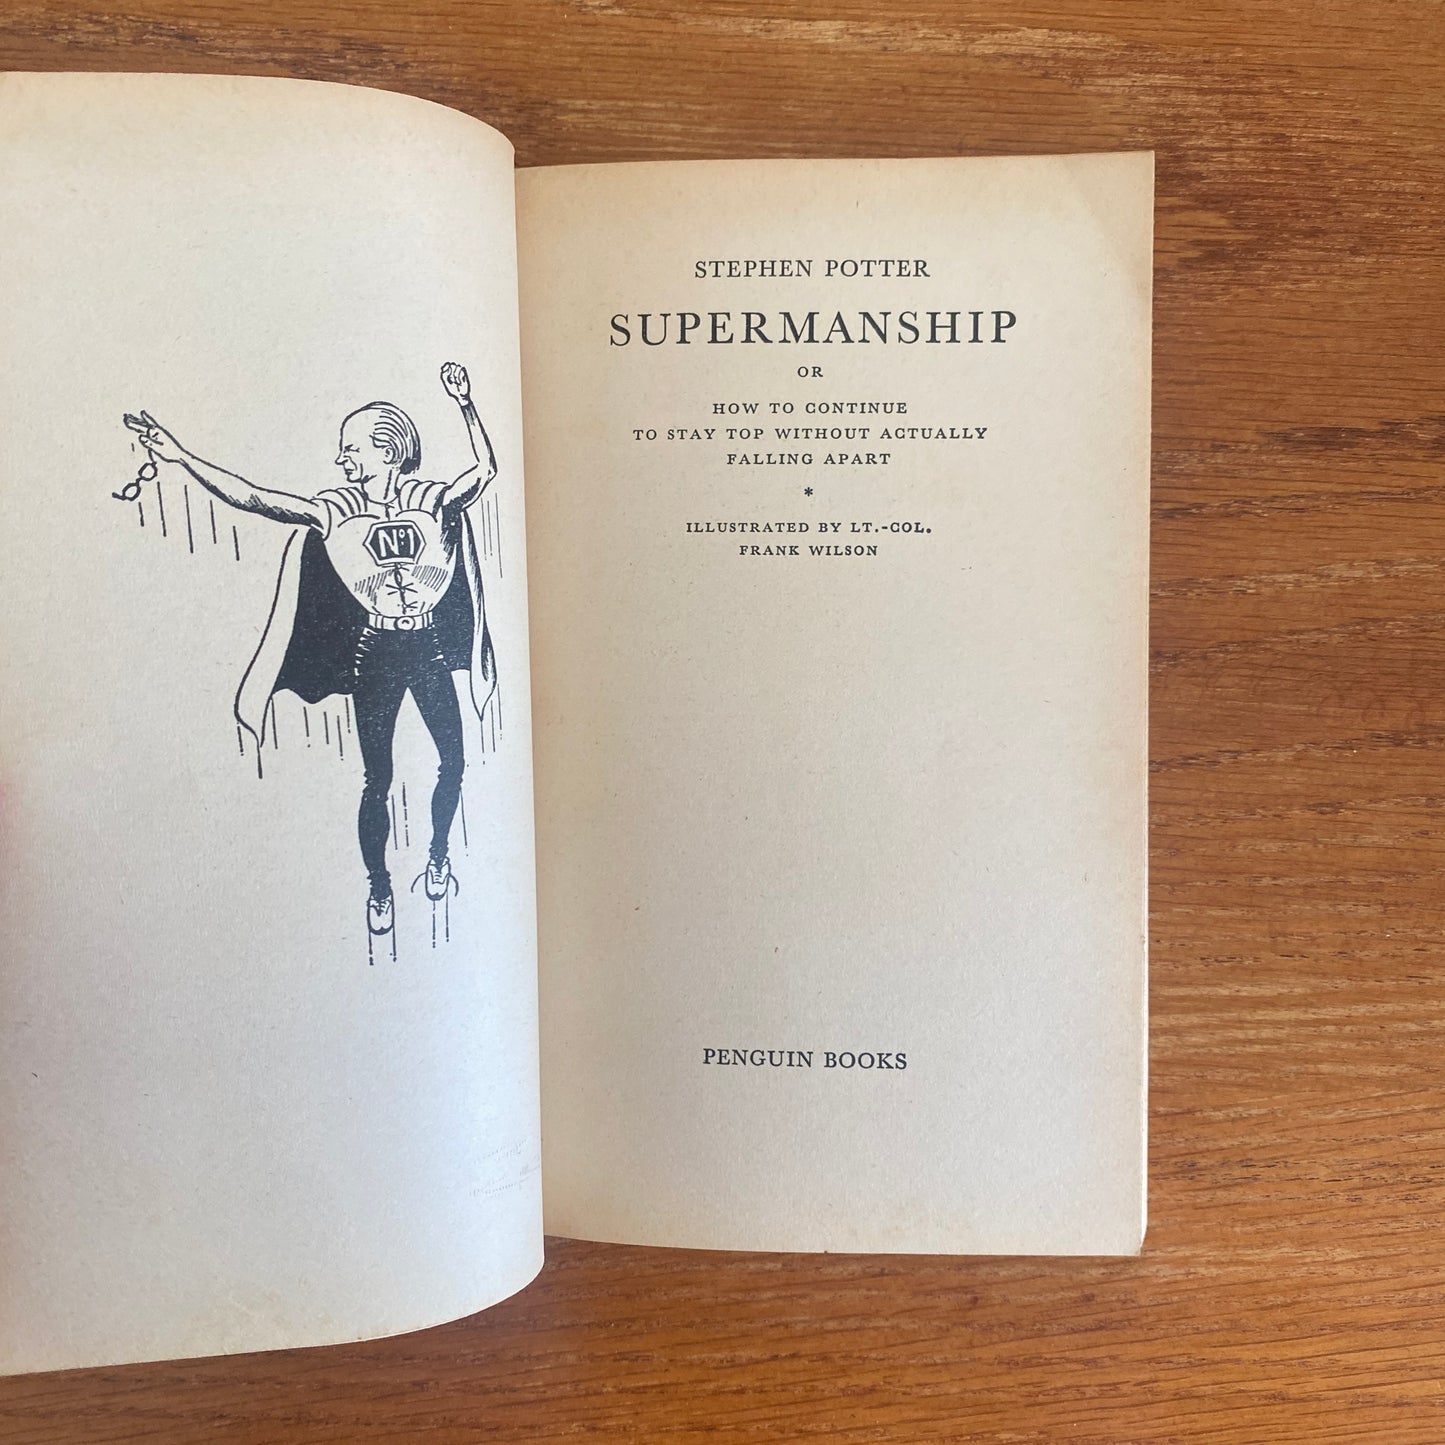 Nº1
STEPHEN POTTER
SUPERMANSHIP
OR
HOW TO CONTINUE
TO STAY TOP WITHOUT ACTUALLY
FALLING APART
*
ILLUSTRATED BY LT.-COL.
FRANK WILSON
PENGUIN BOOKS